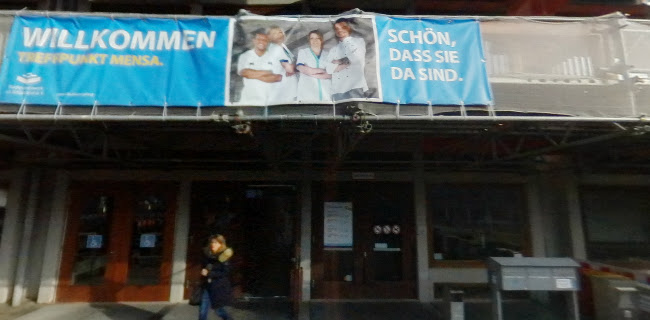 WILLKOMMEN
TREFFPUNKT MENSA.
SCHÖN,
DASS SIE
DA SIND.